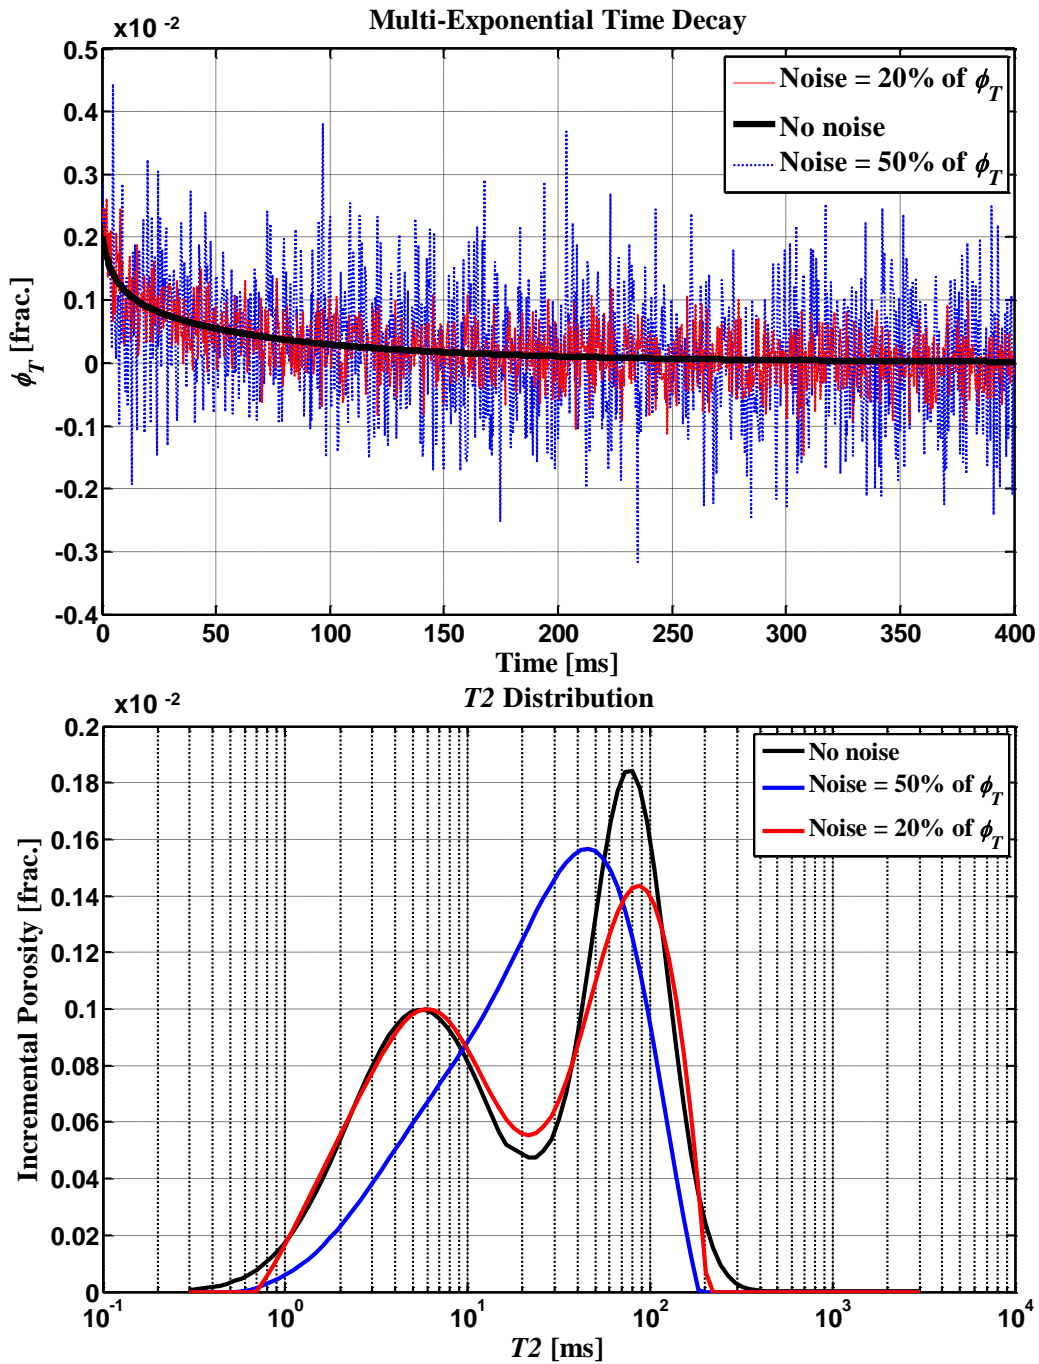 x10 -2
Multi-Exponential Time Decay
0.5
0.4
0.3
0.2
0.1
0
-0.1
-0.2
-0.3
-0.4
ϕT [frac.]
Noise = 20% of ϕT
No noise
Noise = 50% of ϕT
0 50 100 150 200 250 300 350 400
Time [ms]
x10 -2
T2 Distribution
0.2
0.18
0.16
0.14
0.12
0.1
0.08
0.06
0.04
0.02
0
Incremental Porosity [frac.]
No noise
Noise = 50% of ϕT
Noise = 20% of ϕT
10-1 100 101 102 103 104
T2 [ms]